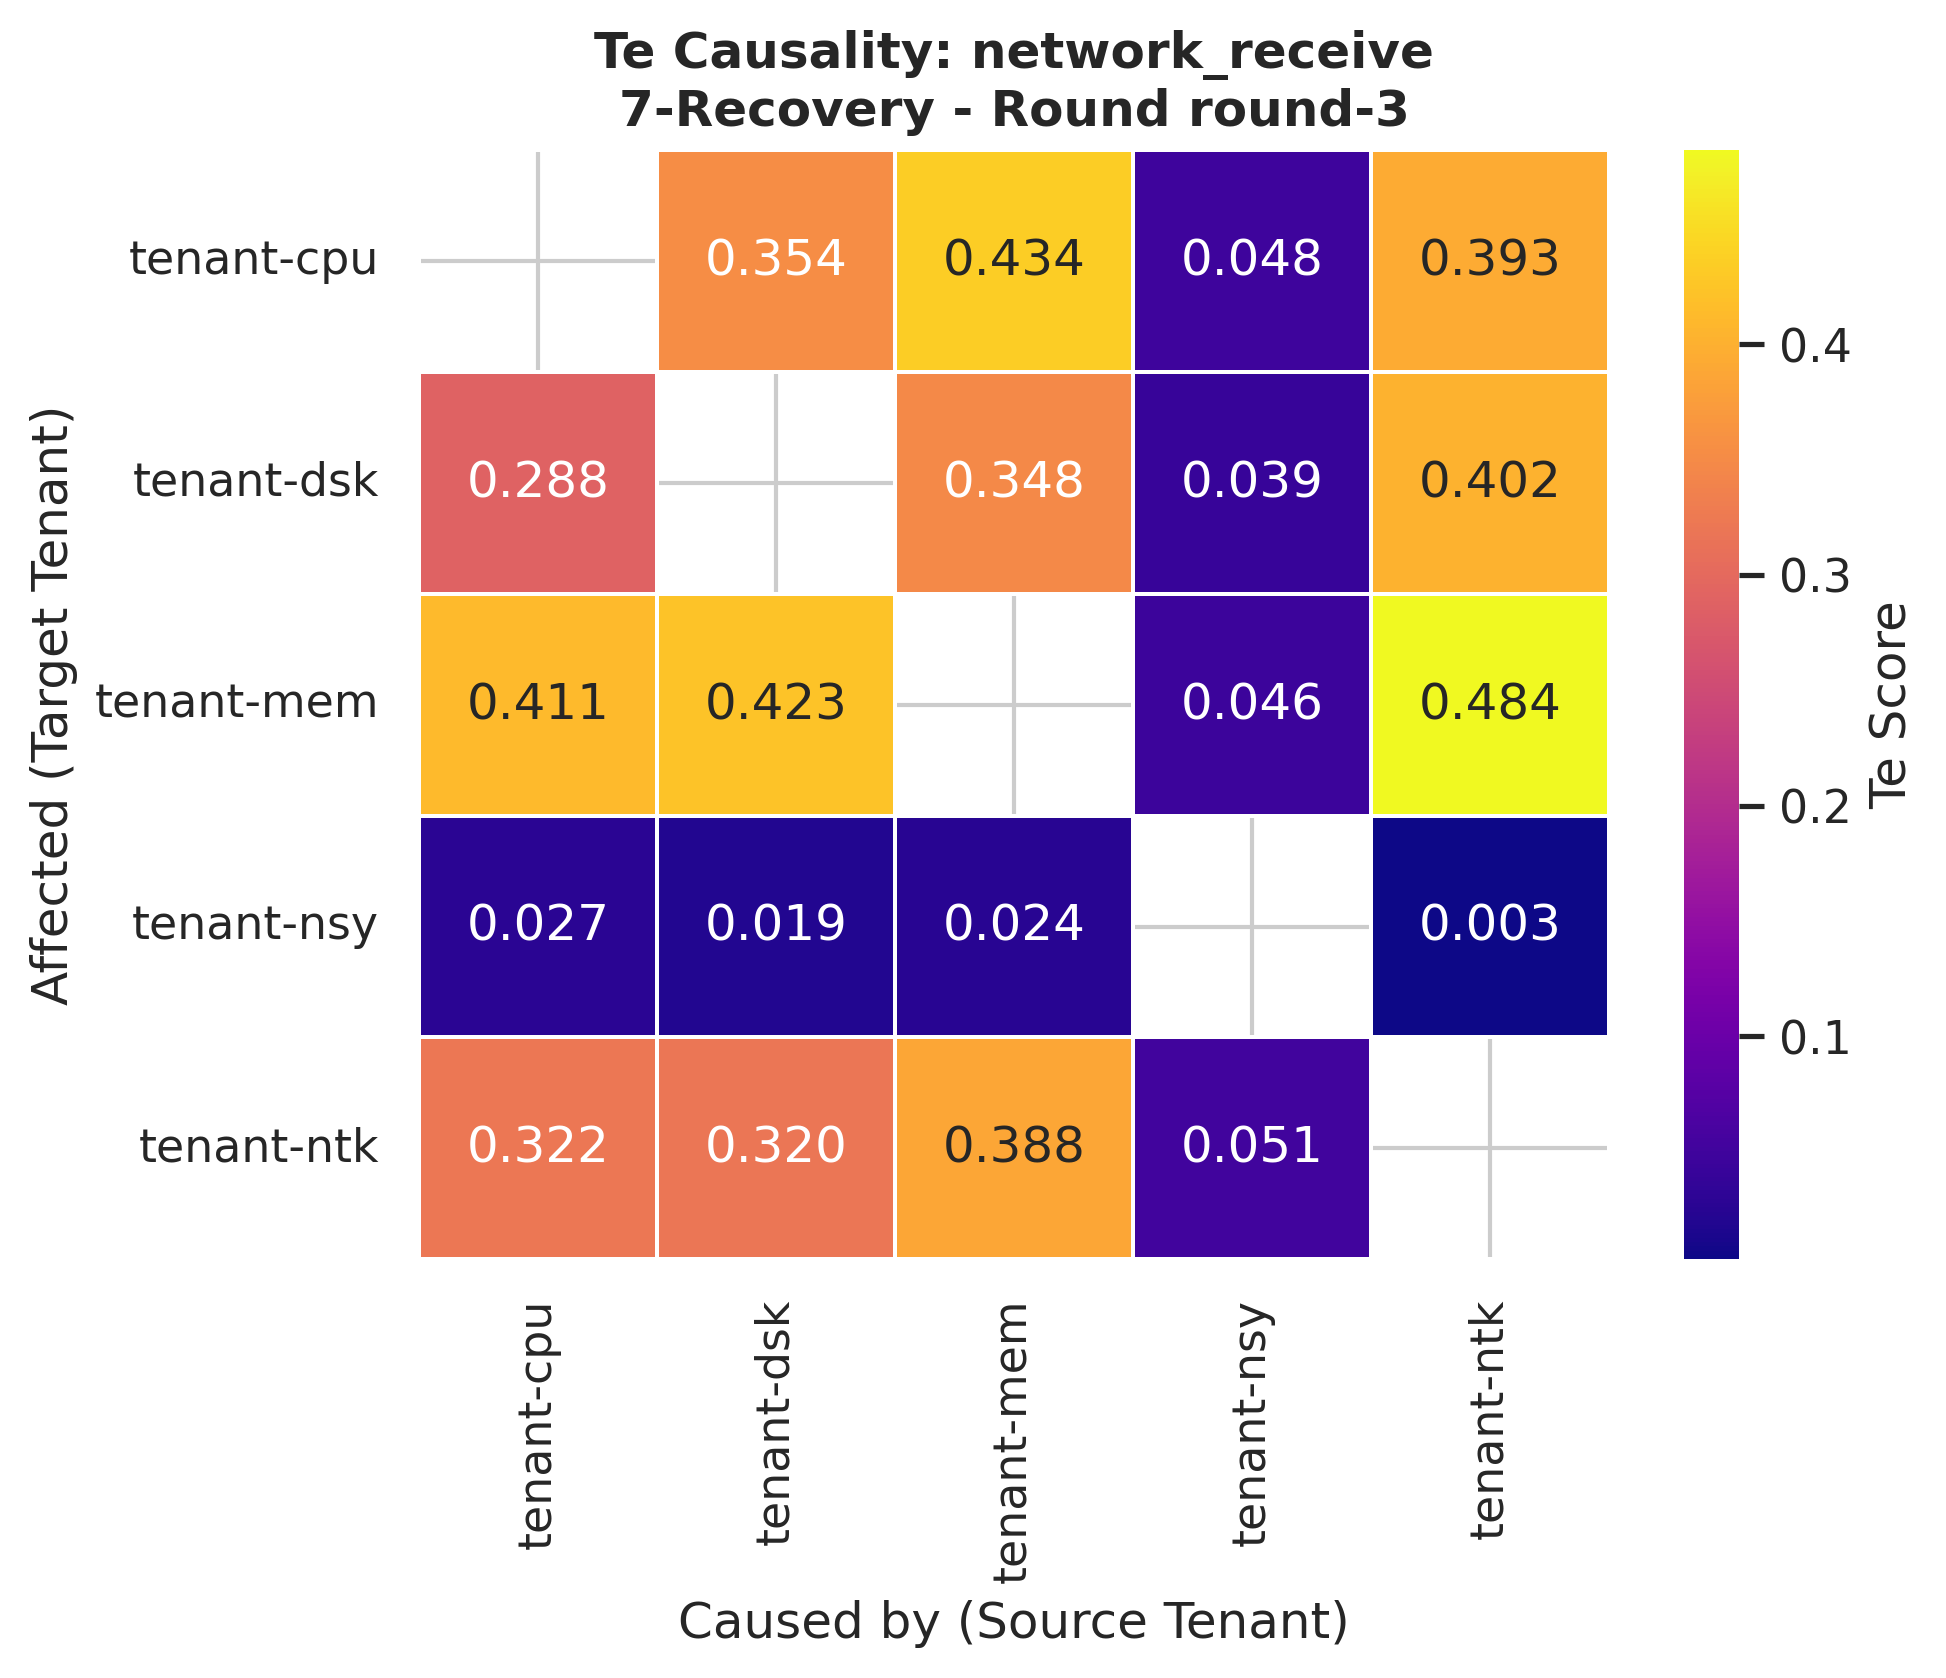 Te Causality: network_receive
7-Recovery - Round round-3
Affected (Target Tenant)
tenant-cpu 0.354 0.434 0.048 0.393
tenant-dsk 0.288 0.348 0.039 0.402
tenant-mem 0.411 0.423 0.046 0.484
tenant-nsy 0.027 0.019 0.024 0.003
tenant-ntk 0.322 0.320 0.388 0.051
tenant-cpu
tenant-dsk
tenant-mem
tenant-nsy
tenant-ntk
Caused by (Source Tenant)
0.4
0.3
0.2
0.1
Te Score